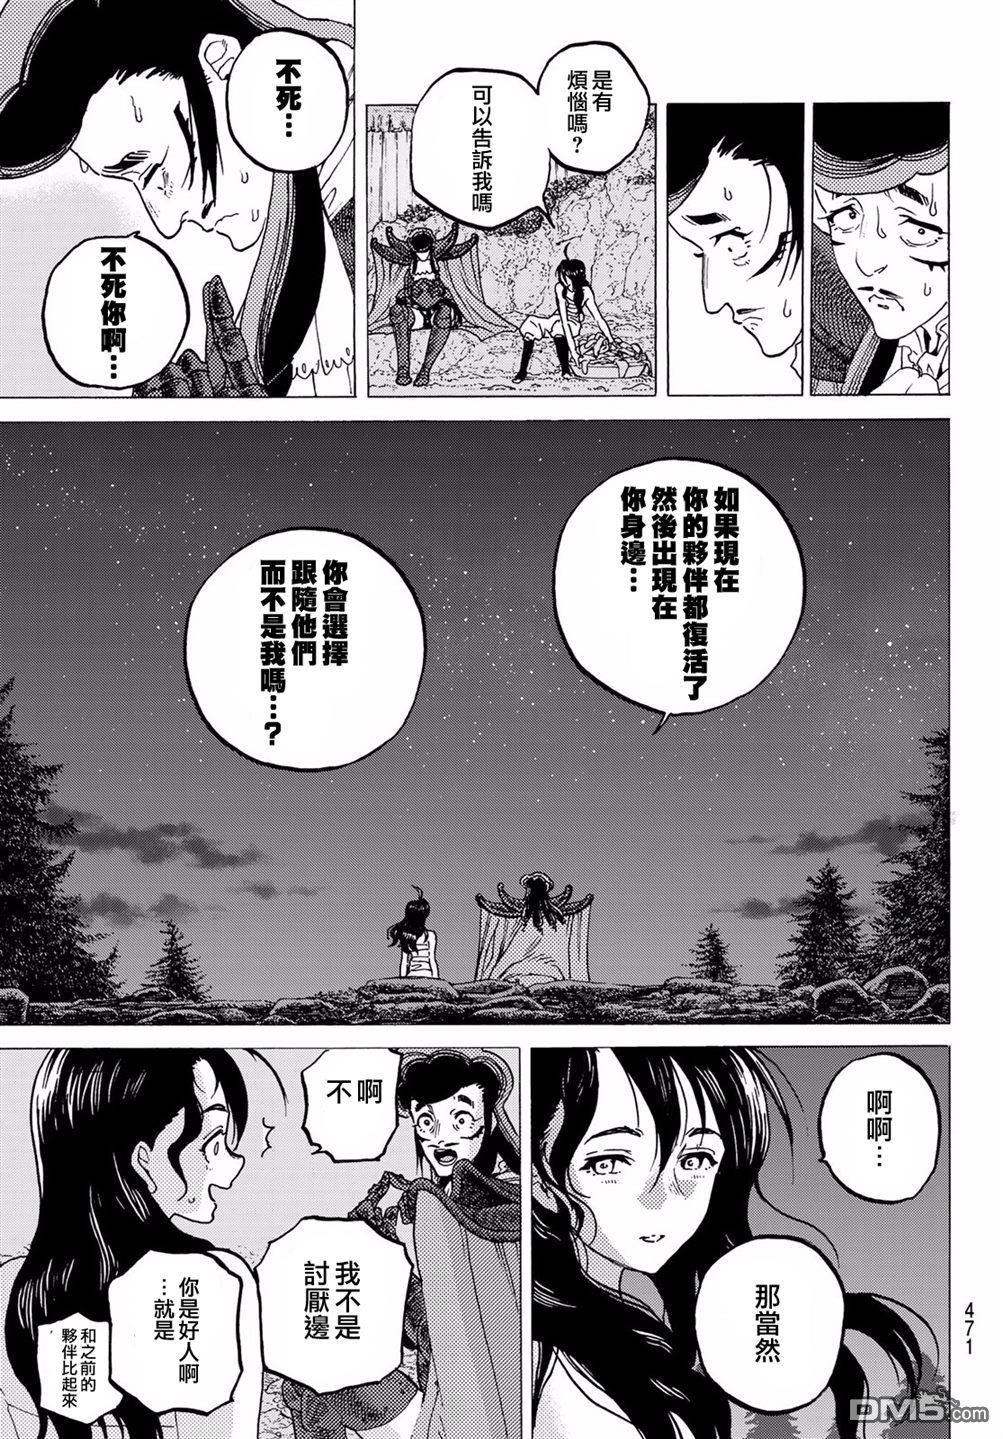 是有
煩惱嗎?
可以告訴我嗎
不死…
不死你啊…
如果現在
你的夥伴都復活了
然後出現在
你身邊…
你會選擇
跟隨他們
而不是我嗎…?
啊啊…
那當然
不啊
我不是
討厭邊
你是好人啊
…就是
和之前的
夥伴比起來
471
DM5.com